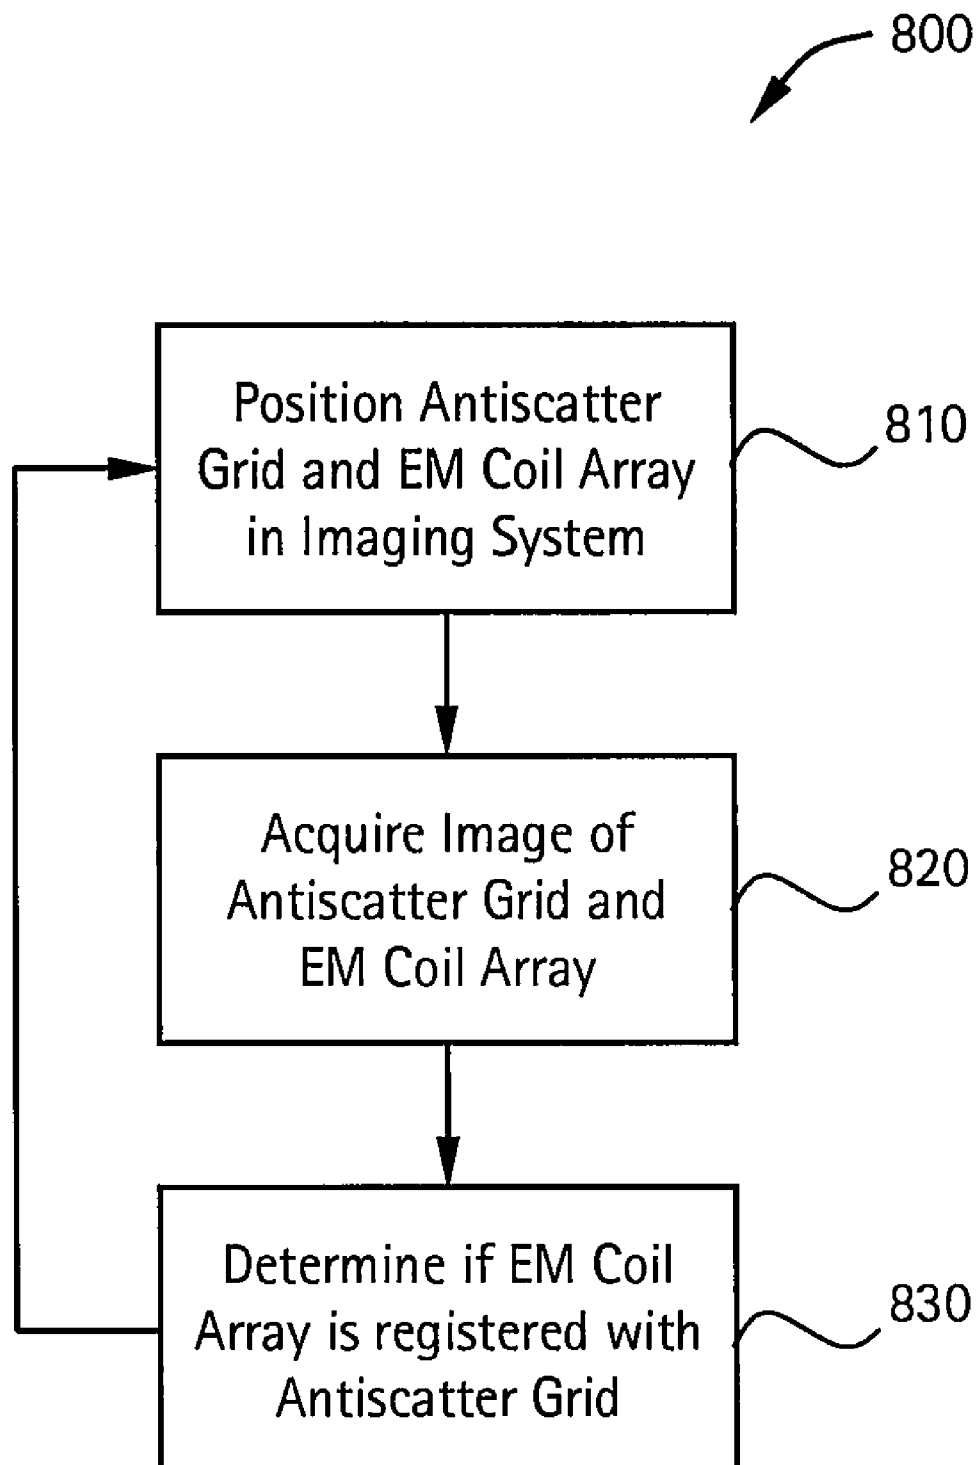 800
Position Antiscatter
Grid and EM Coil Array
in Imaging System
810
Acquire Image of
Antiscatter Grid and
EM Coil Array
820
Determine if EM Coil
Array is registered with
Antiscatter Grid
830